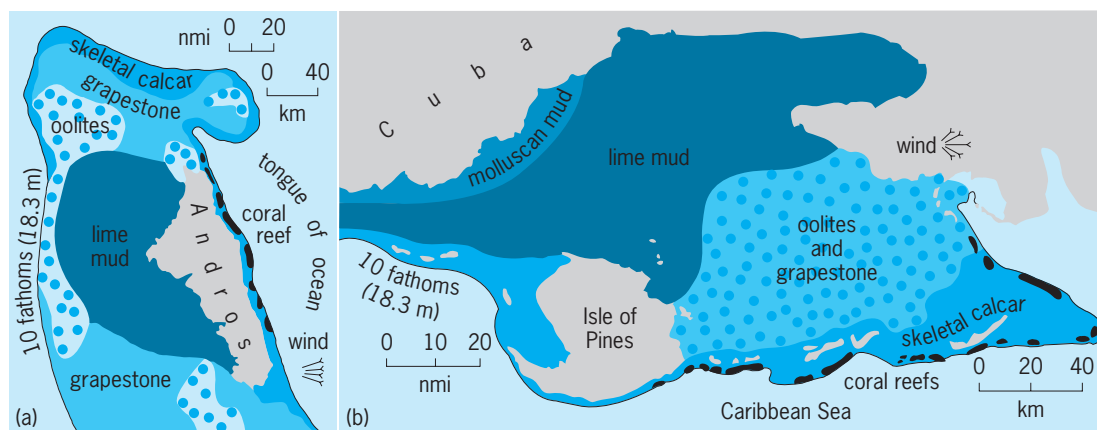 nmi
0 20
0 40
km
skeletal calcar
grapestone
oolites
10 fathoms (18.3 m)
lime
mud
Andros
coral
reef
tongue of ocean
wind
grapestone
(a)
Cuba
molluscan mud
lime mud
wind
oolites
and
grapestone
10 fathoms
(18.3 m)
Isle of
Pines
0 10 20
nmi
skeletal calcar
coral reefs
0 20 40
km
Caribbean Sea
(b)